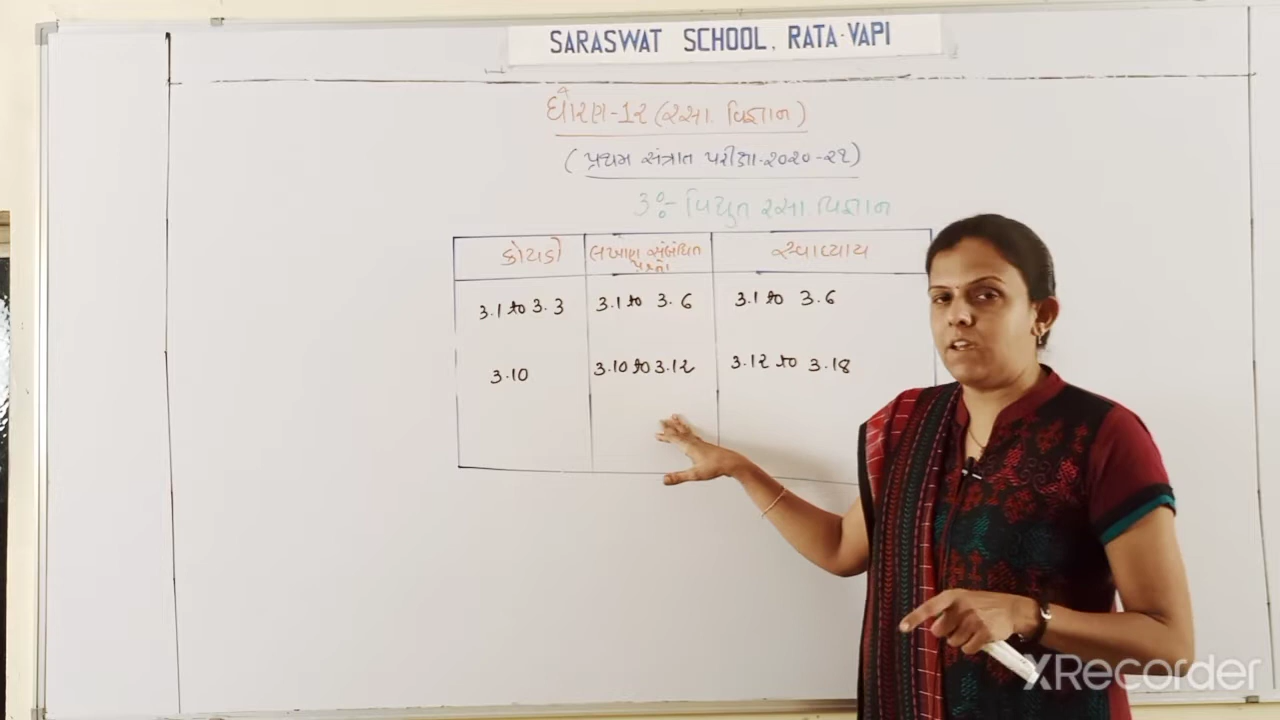 SARASWAT SCHOOL, RATA-VAPI
ધોરણ-૧૨ (રસા. વિજ્ઞાન)
(પ્રથમ સંત્રાત પરીક્ષા-૨૦૨૦-૨૧)
૩ઃ- વિદ્યુત રસા. વિજ્ઞાન
કોયડો લખાણ સંબંધિત પ્રશ્નો સ્વાધ્યાય
3.1 to 3.3 3.1 to 3.6 3.1 to 3.6
3.10 3.10 to 3.12 3.12 to 3.18
XRecorder